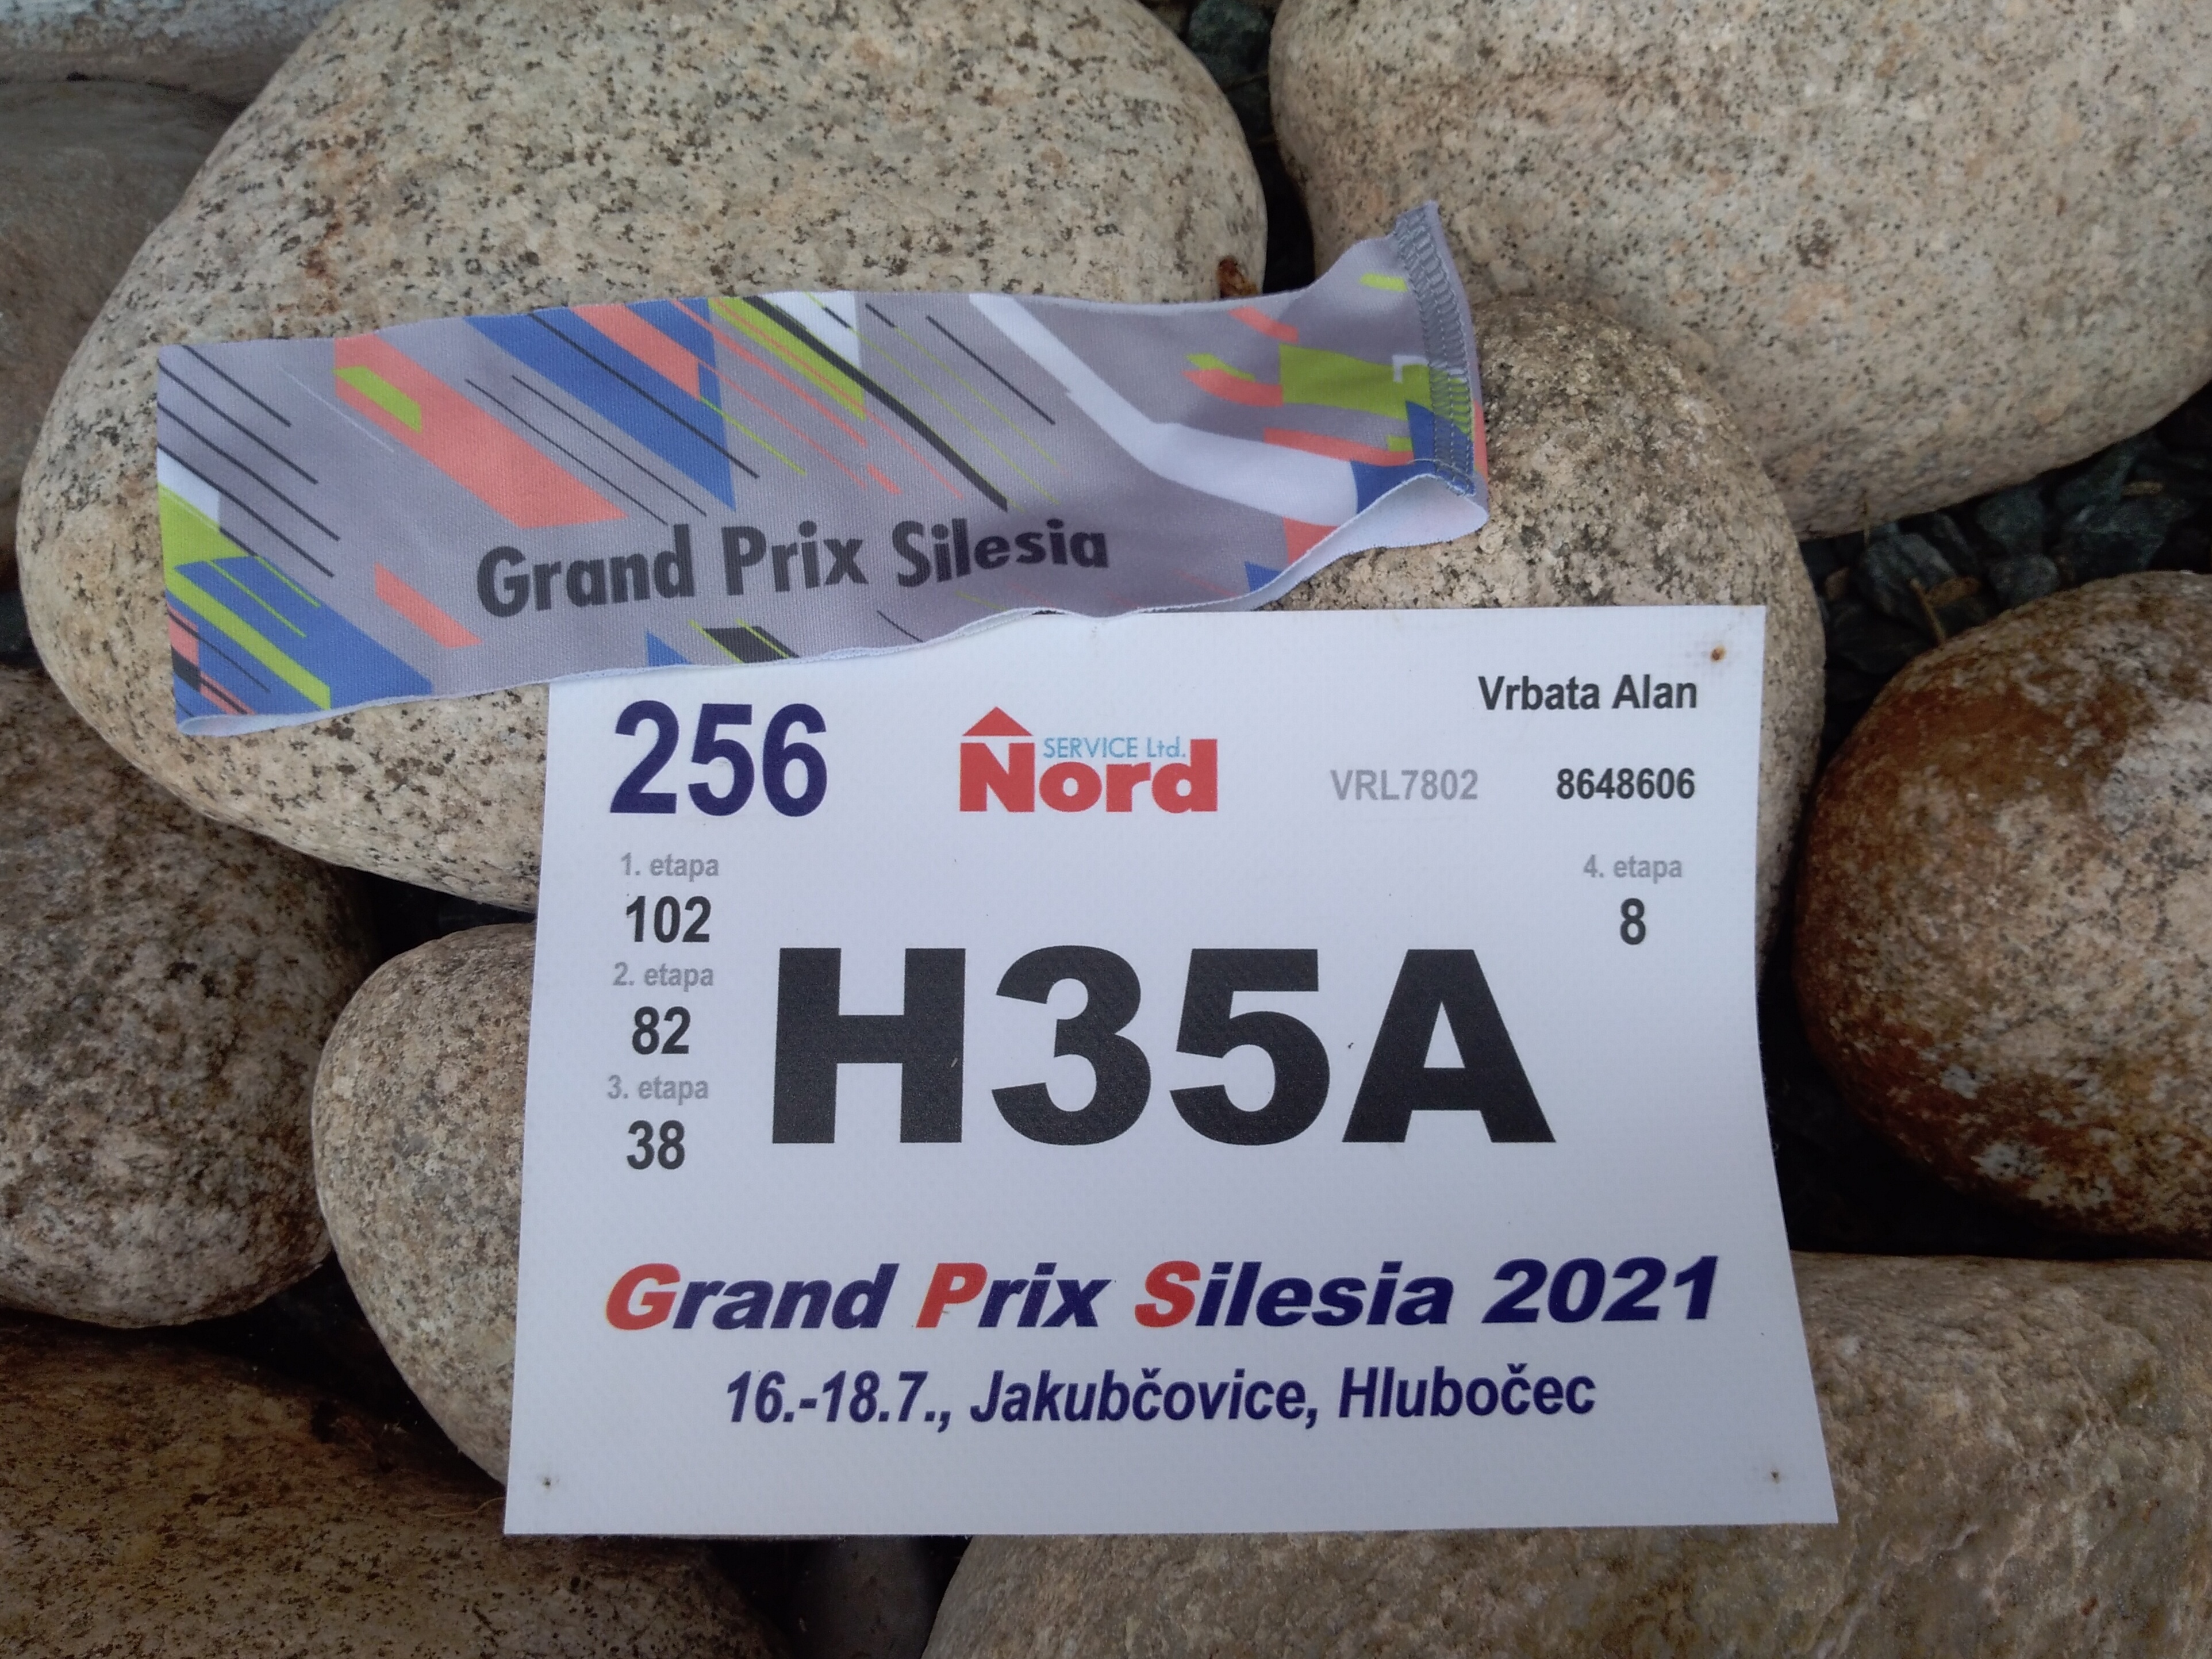 Grand Prix Silesia
256
SERVICE Ltd.
Nord
Vrbata Alan
VRL7802 8648606
1. etapa
102
2. etapa
82
3. etapa
38
4. etapa
8
H35A
Grand Prix Silesia 2021
16.-18.7., Jakubčovice, Hlubočec